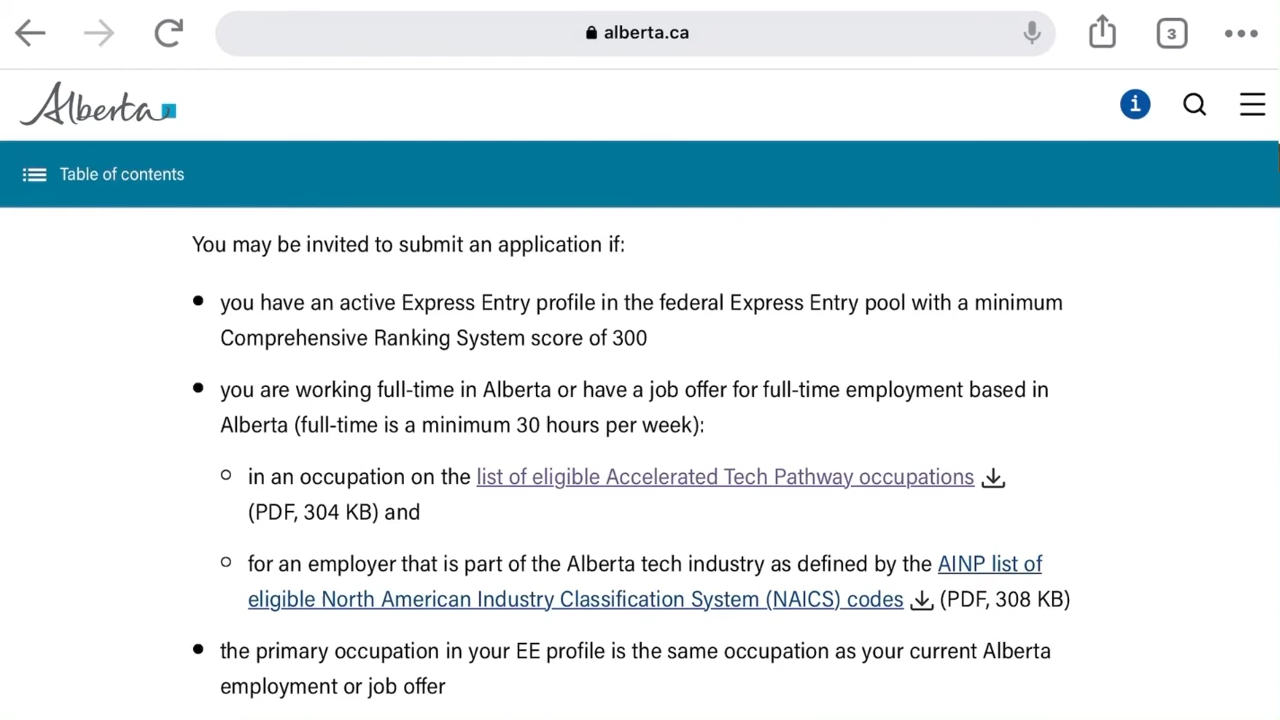 alberta.ca
3
Alberta
i
Table of contents
You may be invited to submit an application if:
you have an active Express Entry profile in the federal Express Entry pool with a minimum
Comprehensive Ranking System score of 300
you are working full-time in Alberta or have a job offer for full-time employment based in
Alberta (full-time is a minimum 30 hours per week):
in an occupation on the list of eligible Accelerated Tech Pathway occupations
(PDF, 304 KB) and
for an employer that is part of the Alberta tech industry as defined by the AINP list of
eligible North American Industry Classification System (NAICS) codes (PDF, 308 KB)
the primary occupation in your EE profile is the same occupation as your current Alberta
employment or job offer